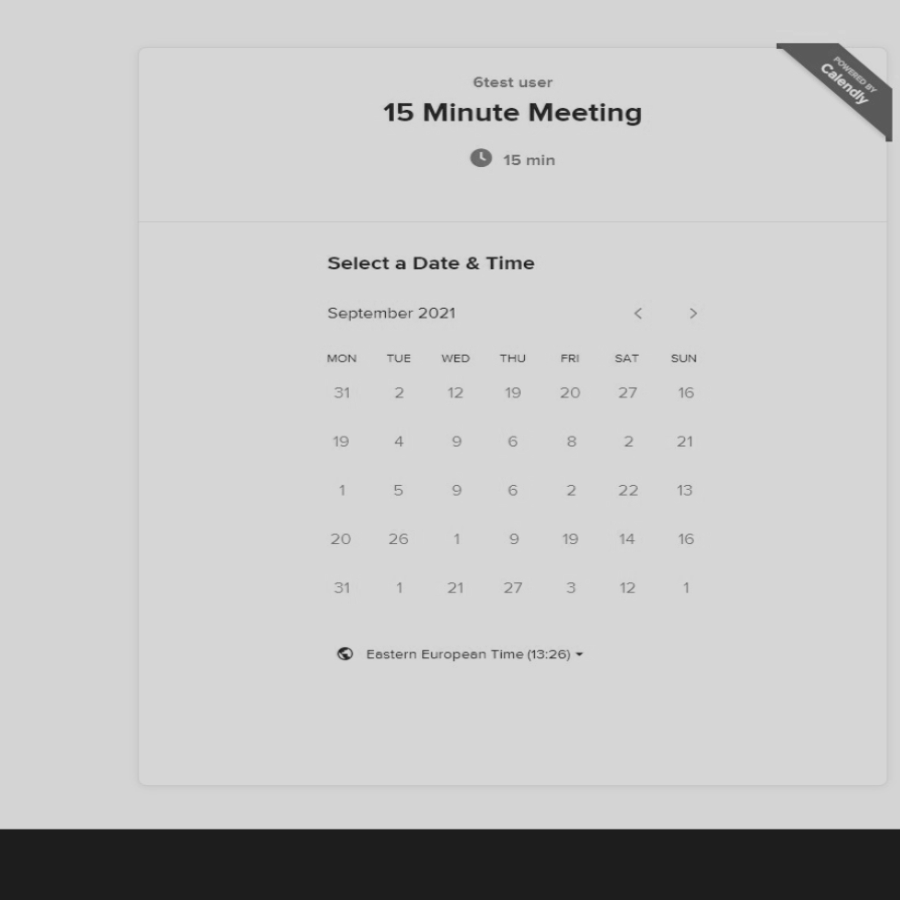 POWERED BY
Calendly
6test user
15 Minute Meeting
15 min
Select a Date & Time
September 2021
MON TUE WED THU FRI SAT SUN
31 2 12 19 20 27 16
19 4 9 6 8 2 21
1 5 9 6 2 22 13
20 26 1 9 19 14 16
31 1 21 27 3 12 1
Eastern European Time (13:26)